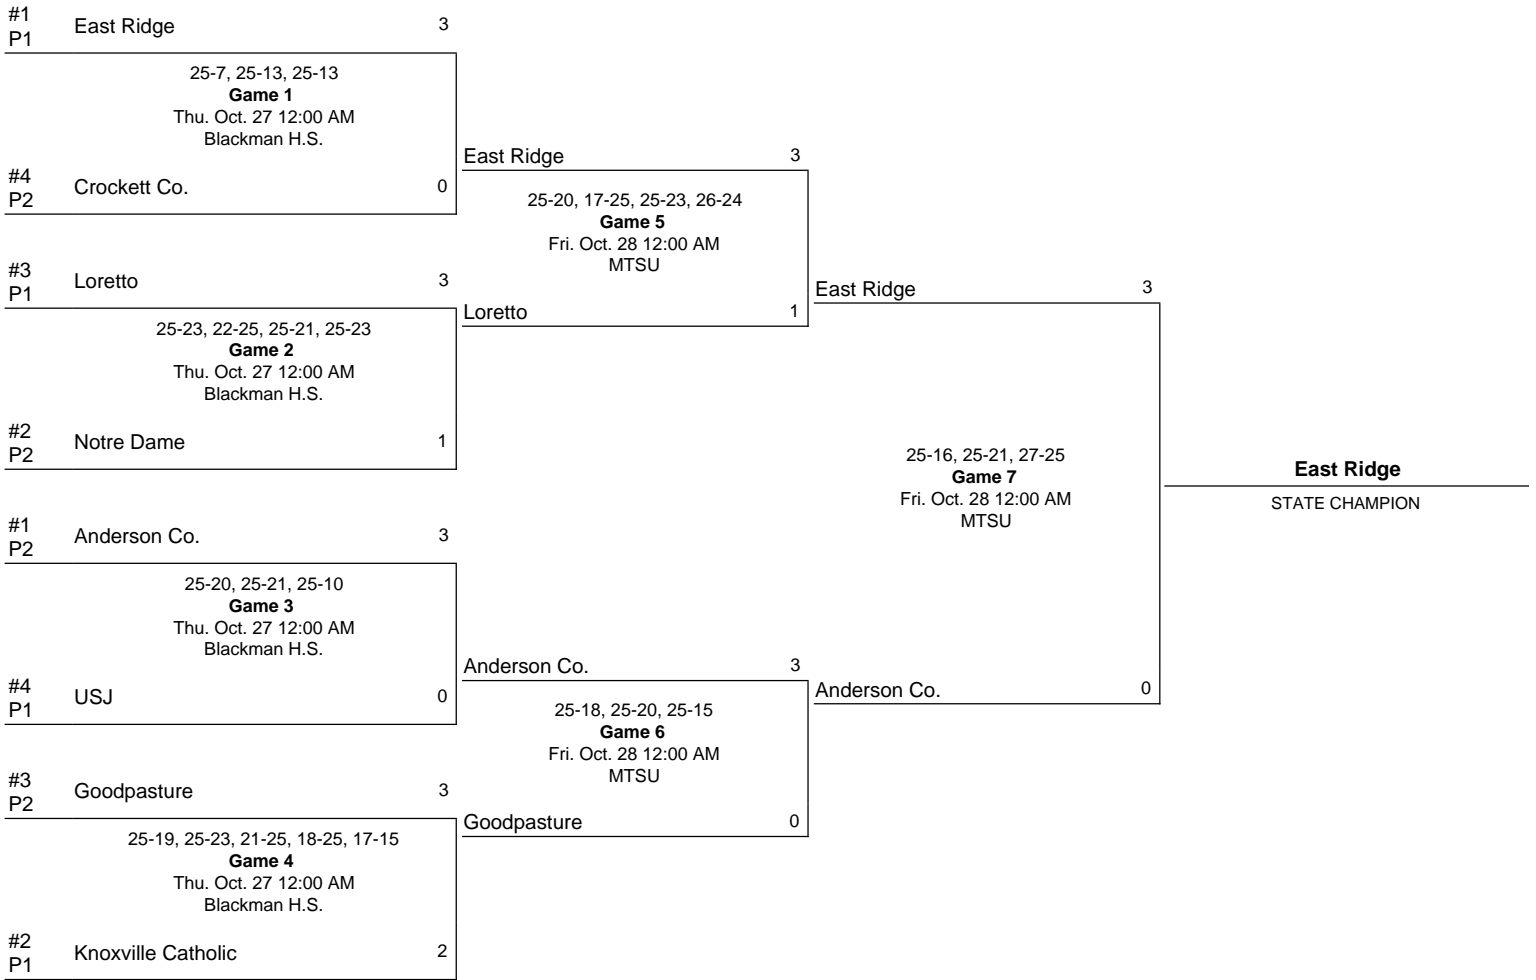 #1
P1
East Ridge 3
25-7, 25-13, 25-13
Game 1
Thu. Oct. 27 12:00 AM
Blackman H.S.
#4
P2
Crockett Co. 0
#3
P1
Loretto 3
25-23, 22-25, 25-21, 25-23
Game 2
Thu. Oct. 27 12:00 AM
Blackman H.S.
#2
P2
Notre Dame 1
#1
P2
Anderson Co. 3
25-20, 25-21, 25-10
Game 3
Thu. Oct. 27 12:00 AM
Blackman H.S.
#4
P1
USJ 0
#3
P2
Goodpasture 3
25-19, 25-23, 21-25, 18-25, 17-15
Game 4
Thu. Oct. 27 12:00 AM
Blackman H.S.
#2
P1
Knoxville Catholic 2
East Ridge 3
25-20, 17-25, 25-23, 26-24
Game 5
Fri. Oct. 28 12:00 AM
MTSU
Loretto 1
Anderson Co. 3
25-18, 25-20, 25-15
Game 6
Fri. Oct. 28 12:00 AM
MTSU
Goodpasture 0
East Ridge 3
25-16, 25-21, 27-25
Game 7
Fri. Oct. 28 12:00 AM
MTSU
Anderson Co. 0
East Ridge
STATE CHAMPION